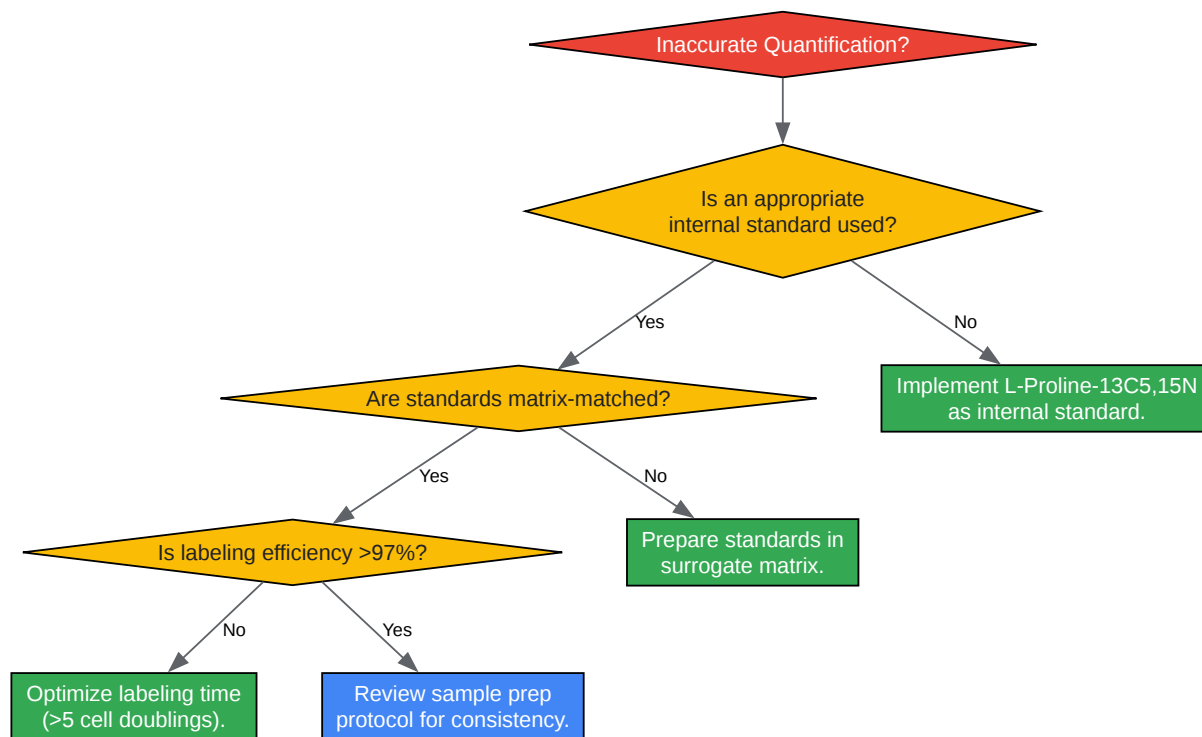 Inaccurate Quantification?
Is an appropriate
internal standard used?
Yes
No
Are standards matrix-matched?
Implement L-Proline-13C5,15N
as internal standard.
Yes
No
Is labeling efficiency >97%?
Prepare standards in
surrogate matrix.
No
Yes
Optimize labeling time
(>5 cell doublings).
Review sample prep
protocol for consistency.